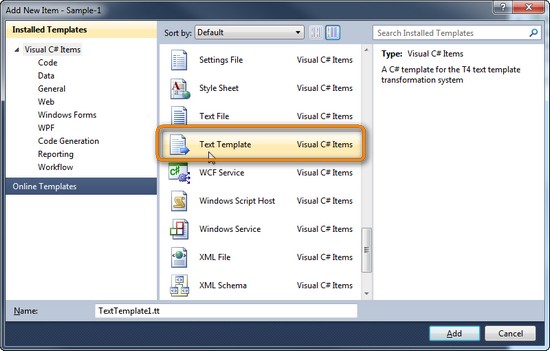 Add New Item - Sample-1
Installed Templates
Visual C# Items
Code
Data
General
Web
Windows Forms
WPF
Code Generation
Reporting
Workflow
Online Templates
Sort by: Default
Settings File Visual C# Items
Style Sheet Visual C# Items
Text File Visual C# Items
Text Template Visual C# Items
WCF Service Visual C# Items
Windows Script Host Visual C# Items
Windows Service Visual C# Items
XML File Visual C# Items
XML Schema Visual C# Items
Search Installed Templates
Type: Visual C# Items
A C# template for the T4 text template
transformation system
Name: TextTemplate1.tt
Add Cancel